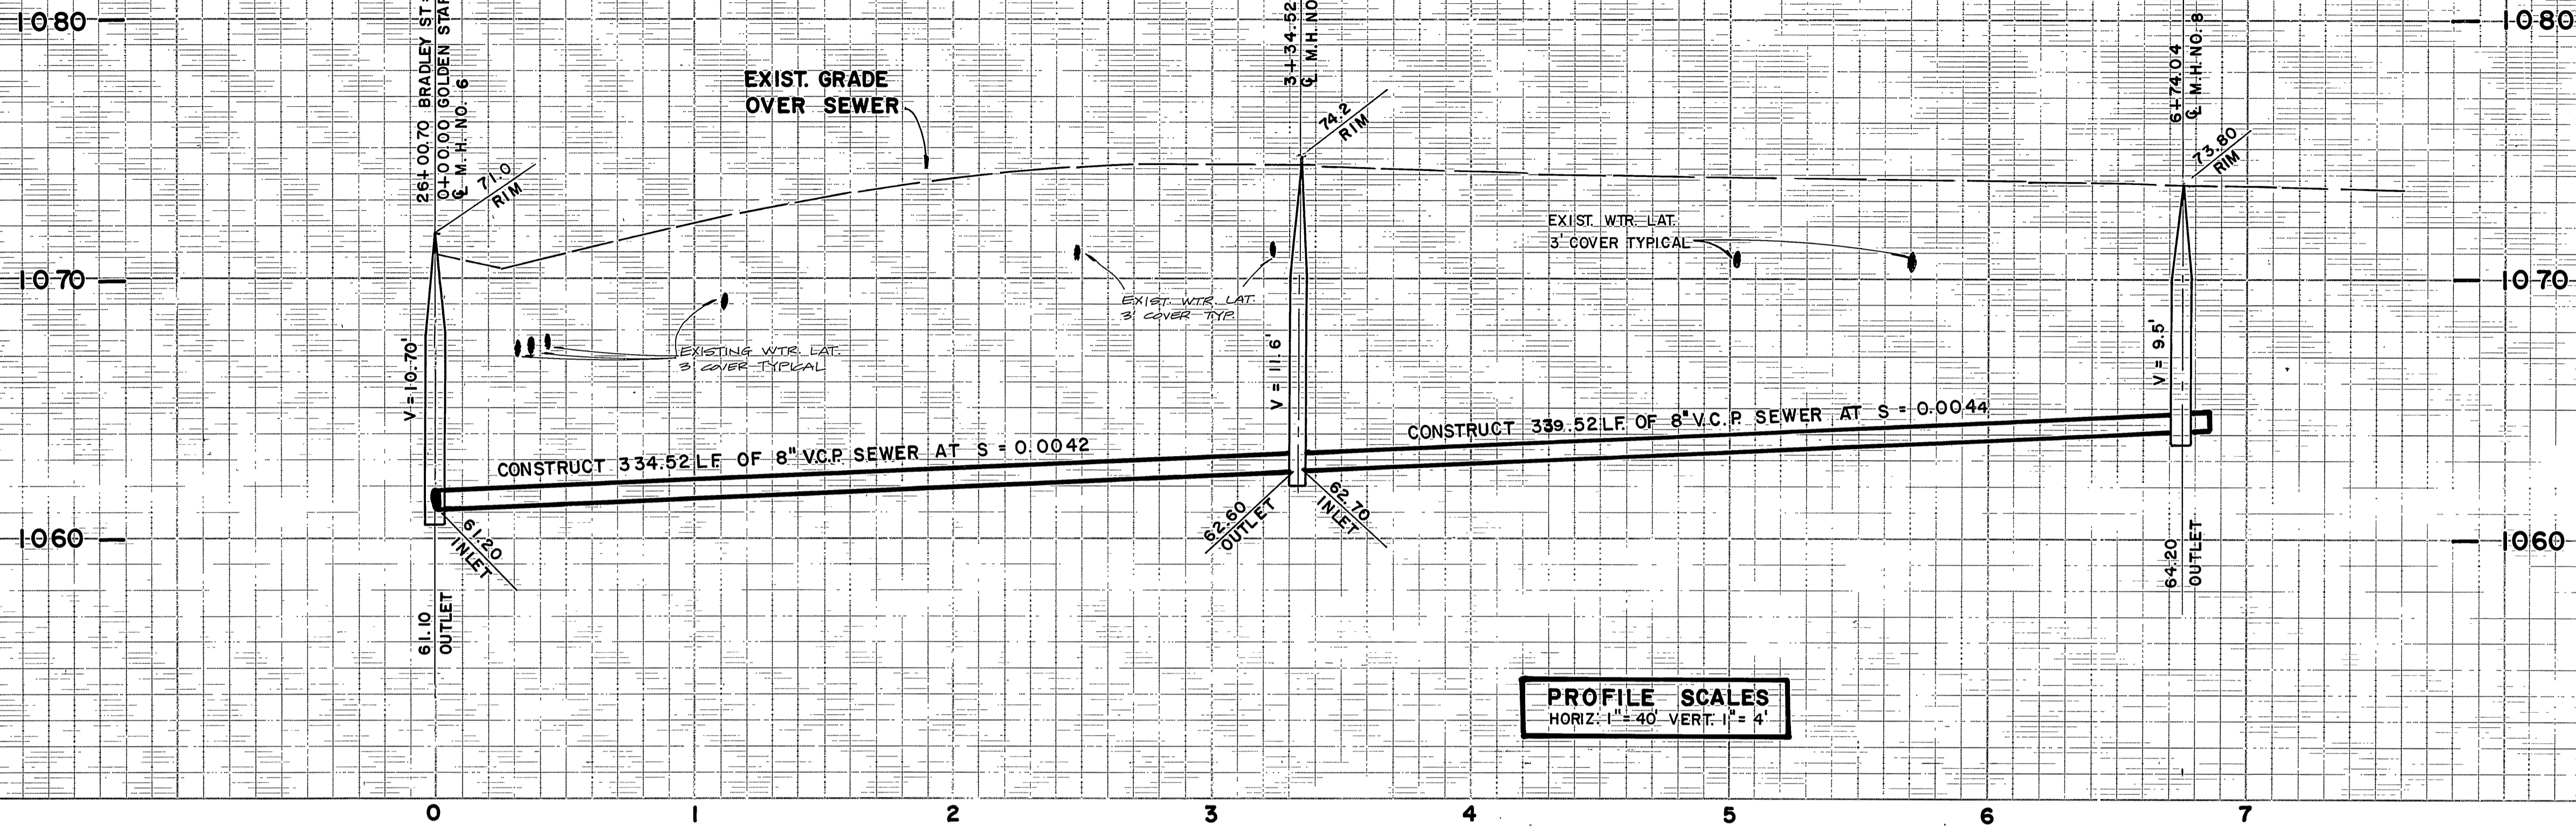 1080
1080
26+00.70 BRADLEY ST
0+00.00 GOLDEN STAR
℄ M.H. NO. 6
71.0
RIM
EXIST. GRADE
OVER SEWER
3+34.52
℄ M.H. NO
74.2
RIM
6+74.04
℄ M.H. NO. 8
73.80
RIM
1070
1070
EXIST. WTR. LAT.
3' COVER TYPICAL
EXIST. WTR. LAT.
3' COVER TYP.
EXISTING WTR. LAT.
3' COVER TYPICAL
V = 10.70'
V = 11.6'
V = 9.5'
CONSTRUCT 334.52 LF. OF 8" V.C.P. SEWER AT S = 0.0042
CONSTRUCT 339.52 LF. OF 8" V.C.P. SEWER AT S = 0.0044
1060
1060
61.20
INLET
61.10
OUTLET
62.60
OUTLET
62.70
INLET
64.20
OUTLET
PROFILE SCALES
HORIZ. 1" = 40' VERT. 1" = 4'
0 1 2 3 4 5 6 7